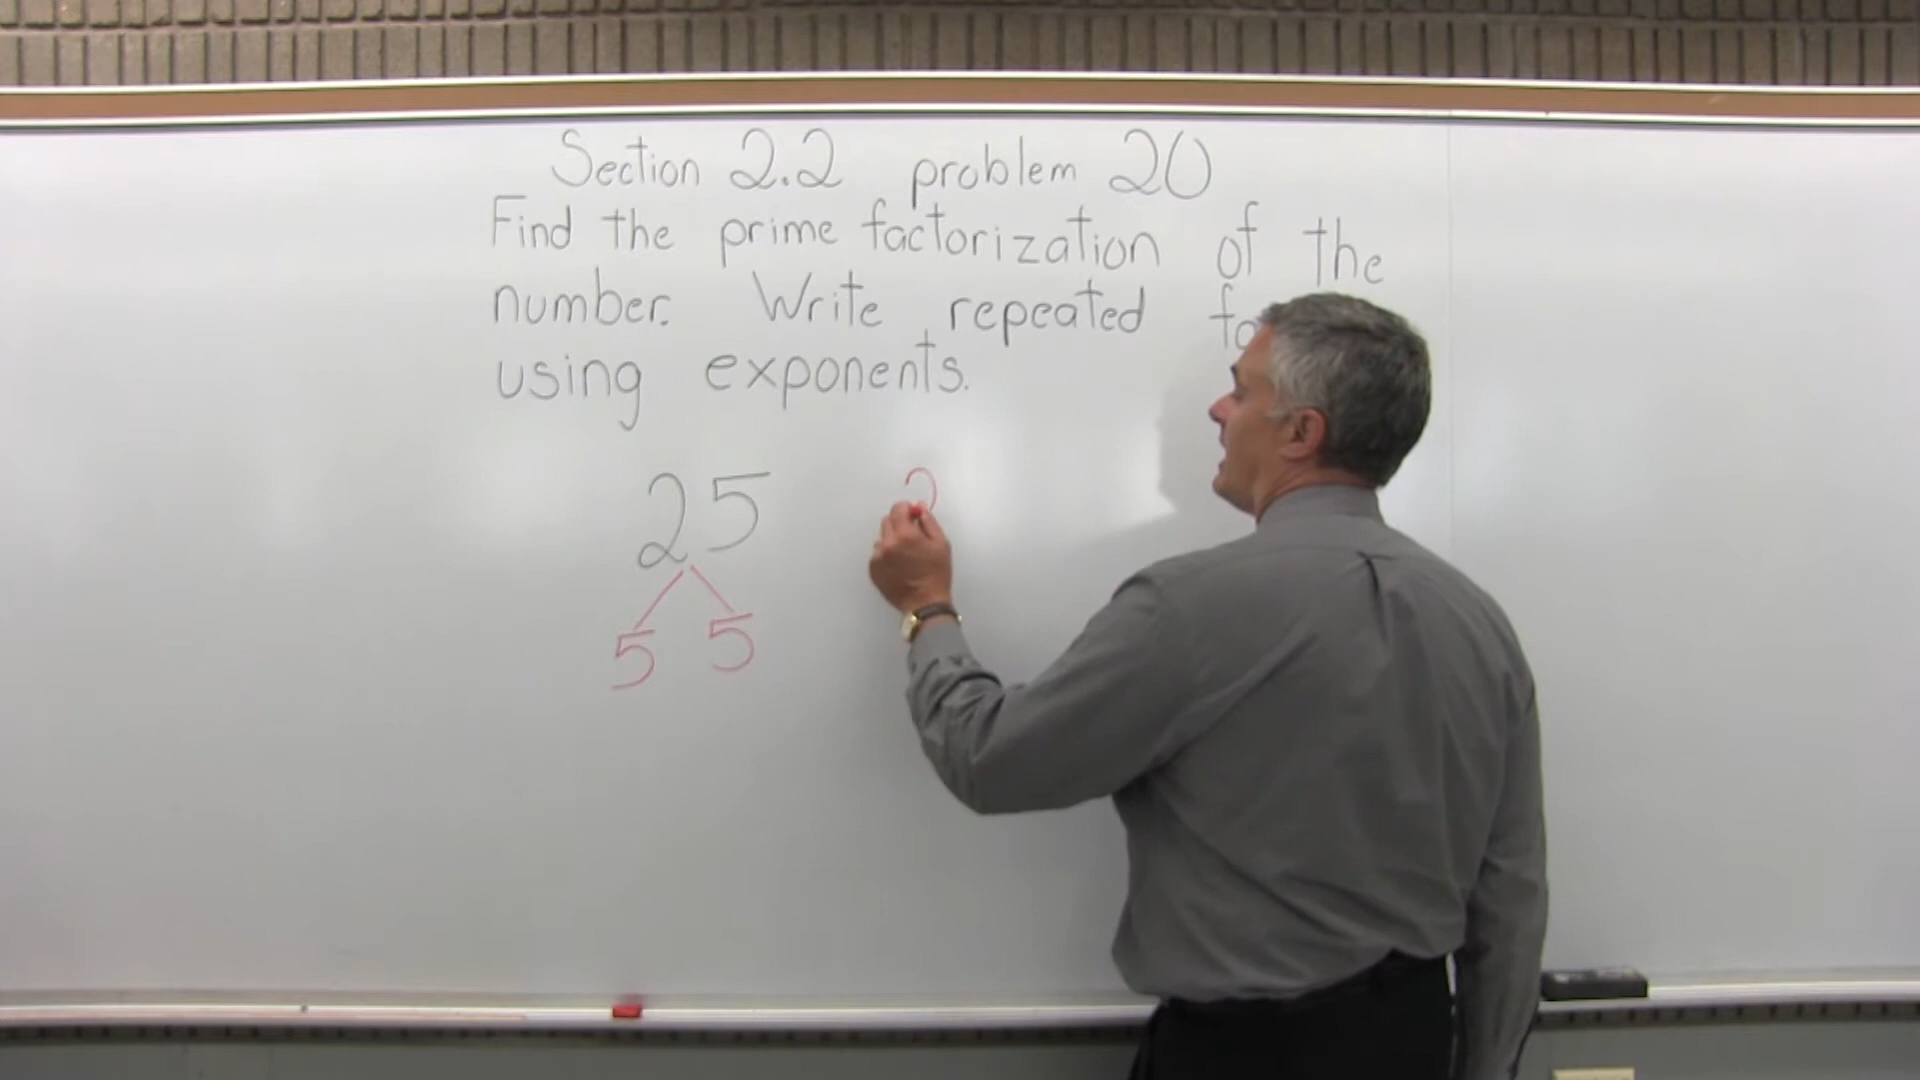 Section 2.2 problem 20
Find the prime factorization of the
number. Write repeated
using exponents.
25 2
5 5